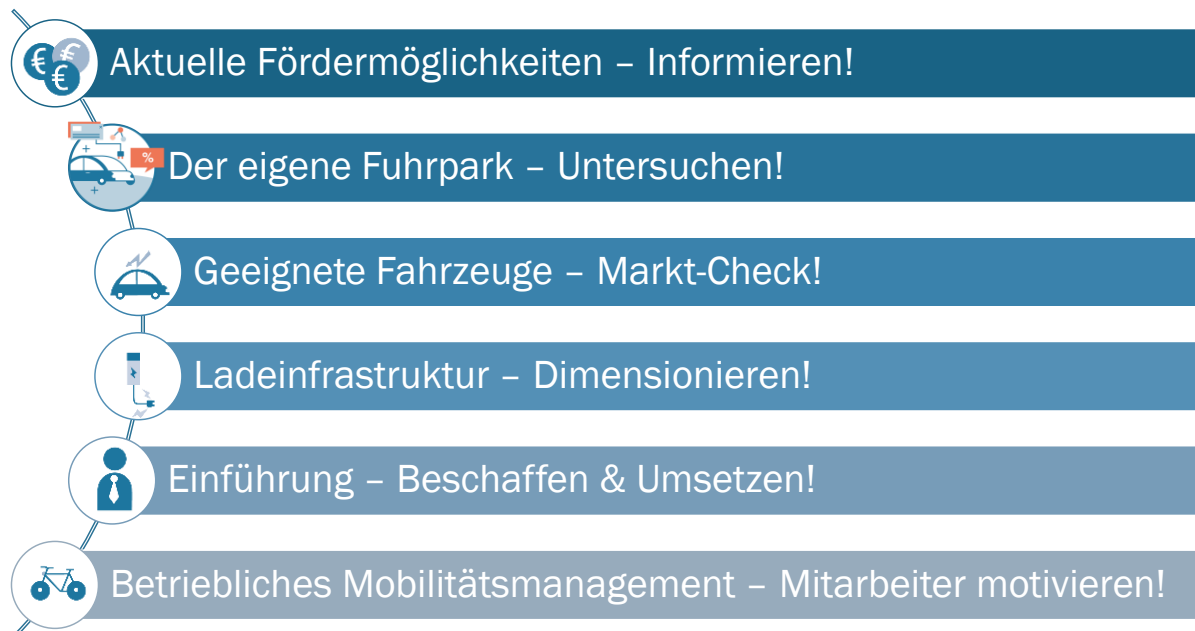 € € €
Aktuelle Fördermöglichkeiten – Informieren!
%
Der eigene Fuhrpark – Untersuchen!
Geeignete Fahrzeuge – Markt-Check!
Ladeinfrastruktur – Dimensionieren!
Einführung – Beschaffen & Umsetzen!
Betriebliches Mobilitätsmanagement – Mitarbeiter motivieren!